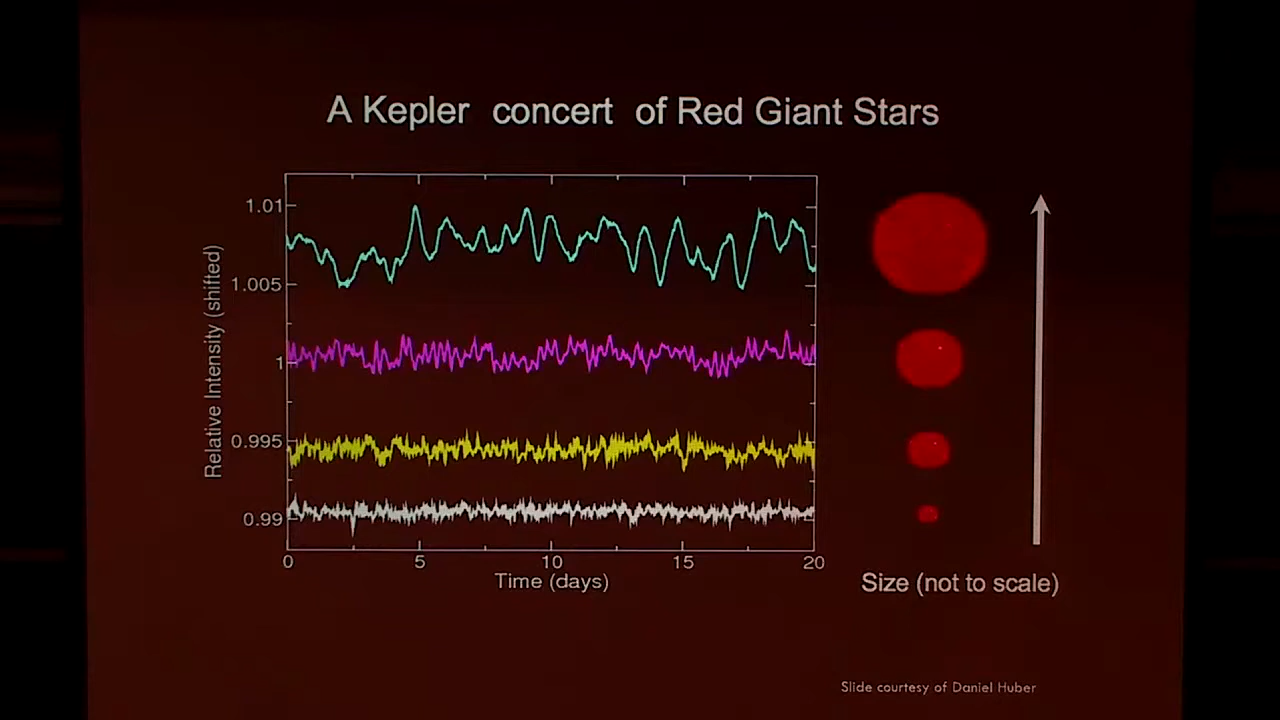 A Kepler concert of Red Giant Stars
Relative Intensity (shifted)
1.01
1.005
1
0.995
0.99
0 5 10 15 20
Time (days)
Size (not to scale)
Slide courtesy of Daniel Huber